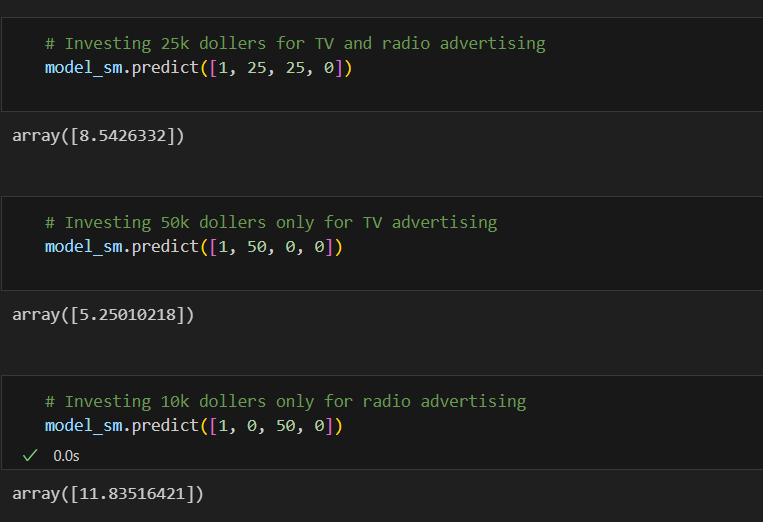 # Investing 25k dollers for TV and radio advertising
model_sm.predict([1, 25, 25, 0])
array([8.5426332])
# Investing 50k dollers only for TV advertising
model_sm.predict([1, 50, 0, 0])
array([5.25010218])
# Investing 10k dollers only for radio advertising
model_sm.predict([1, 0, 50, 0])
0.0s
array([11.83516421])